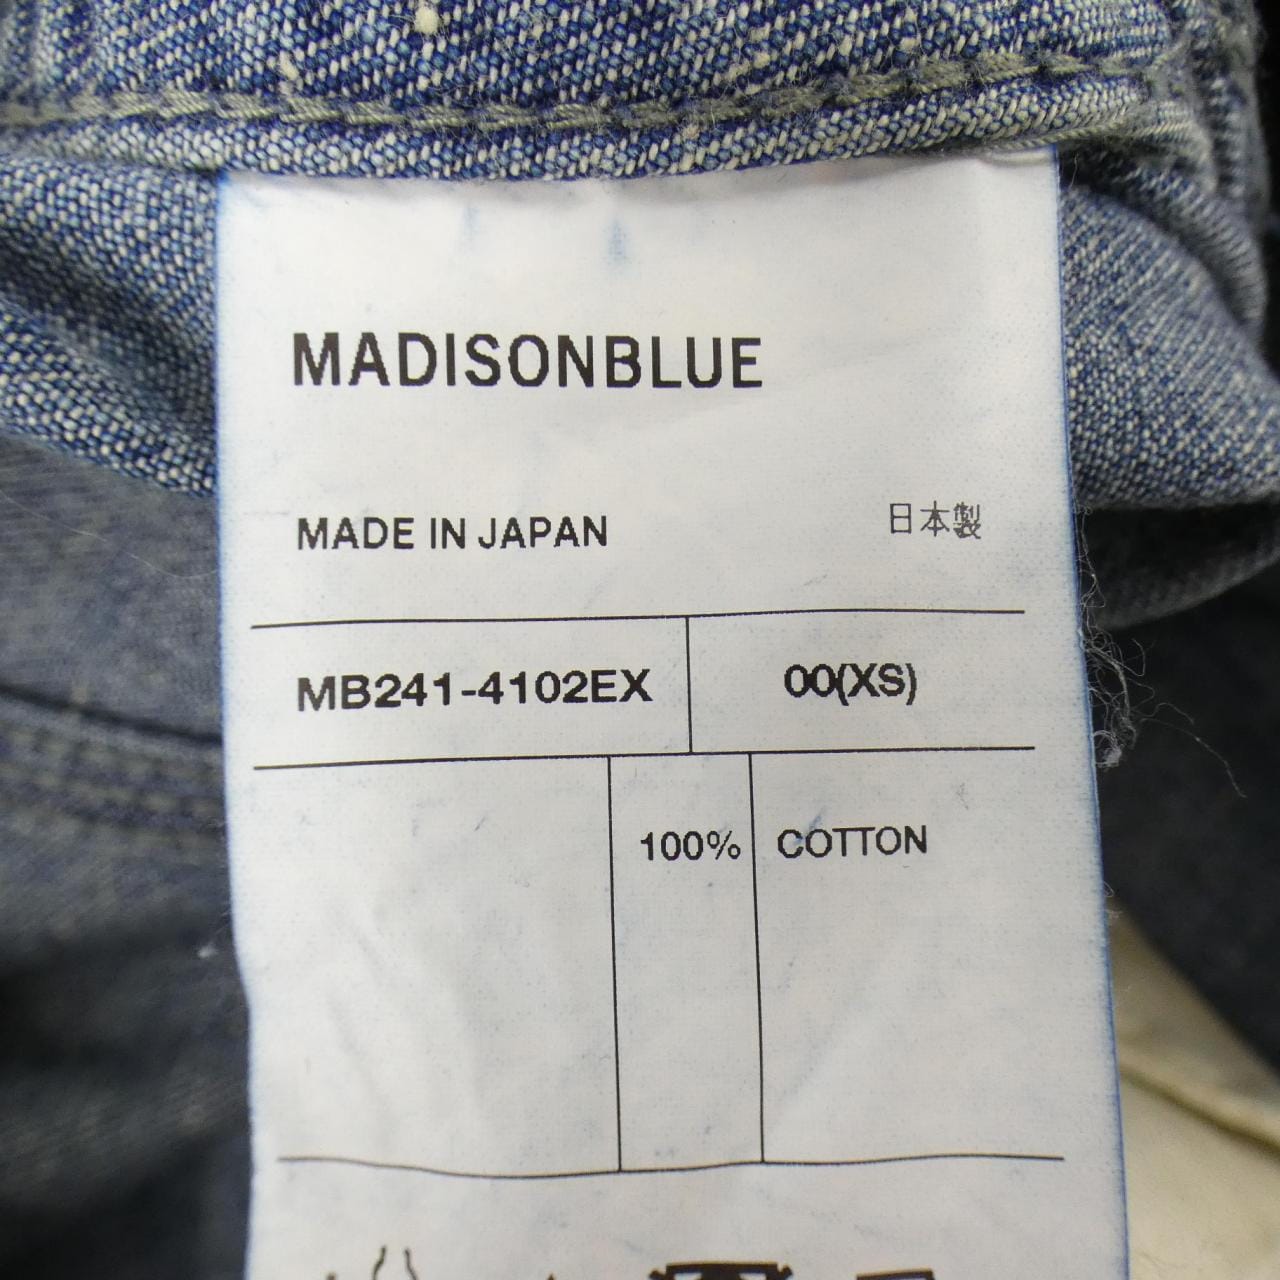 MADISONBLUE
MADE IN JAPAN 日本製
MB241-4102EX 00(XS)
100% COTTON